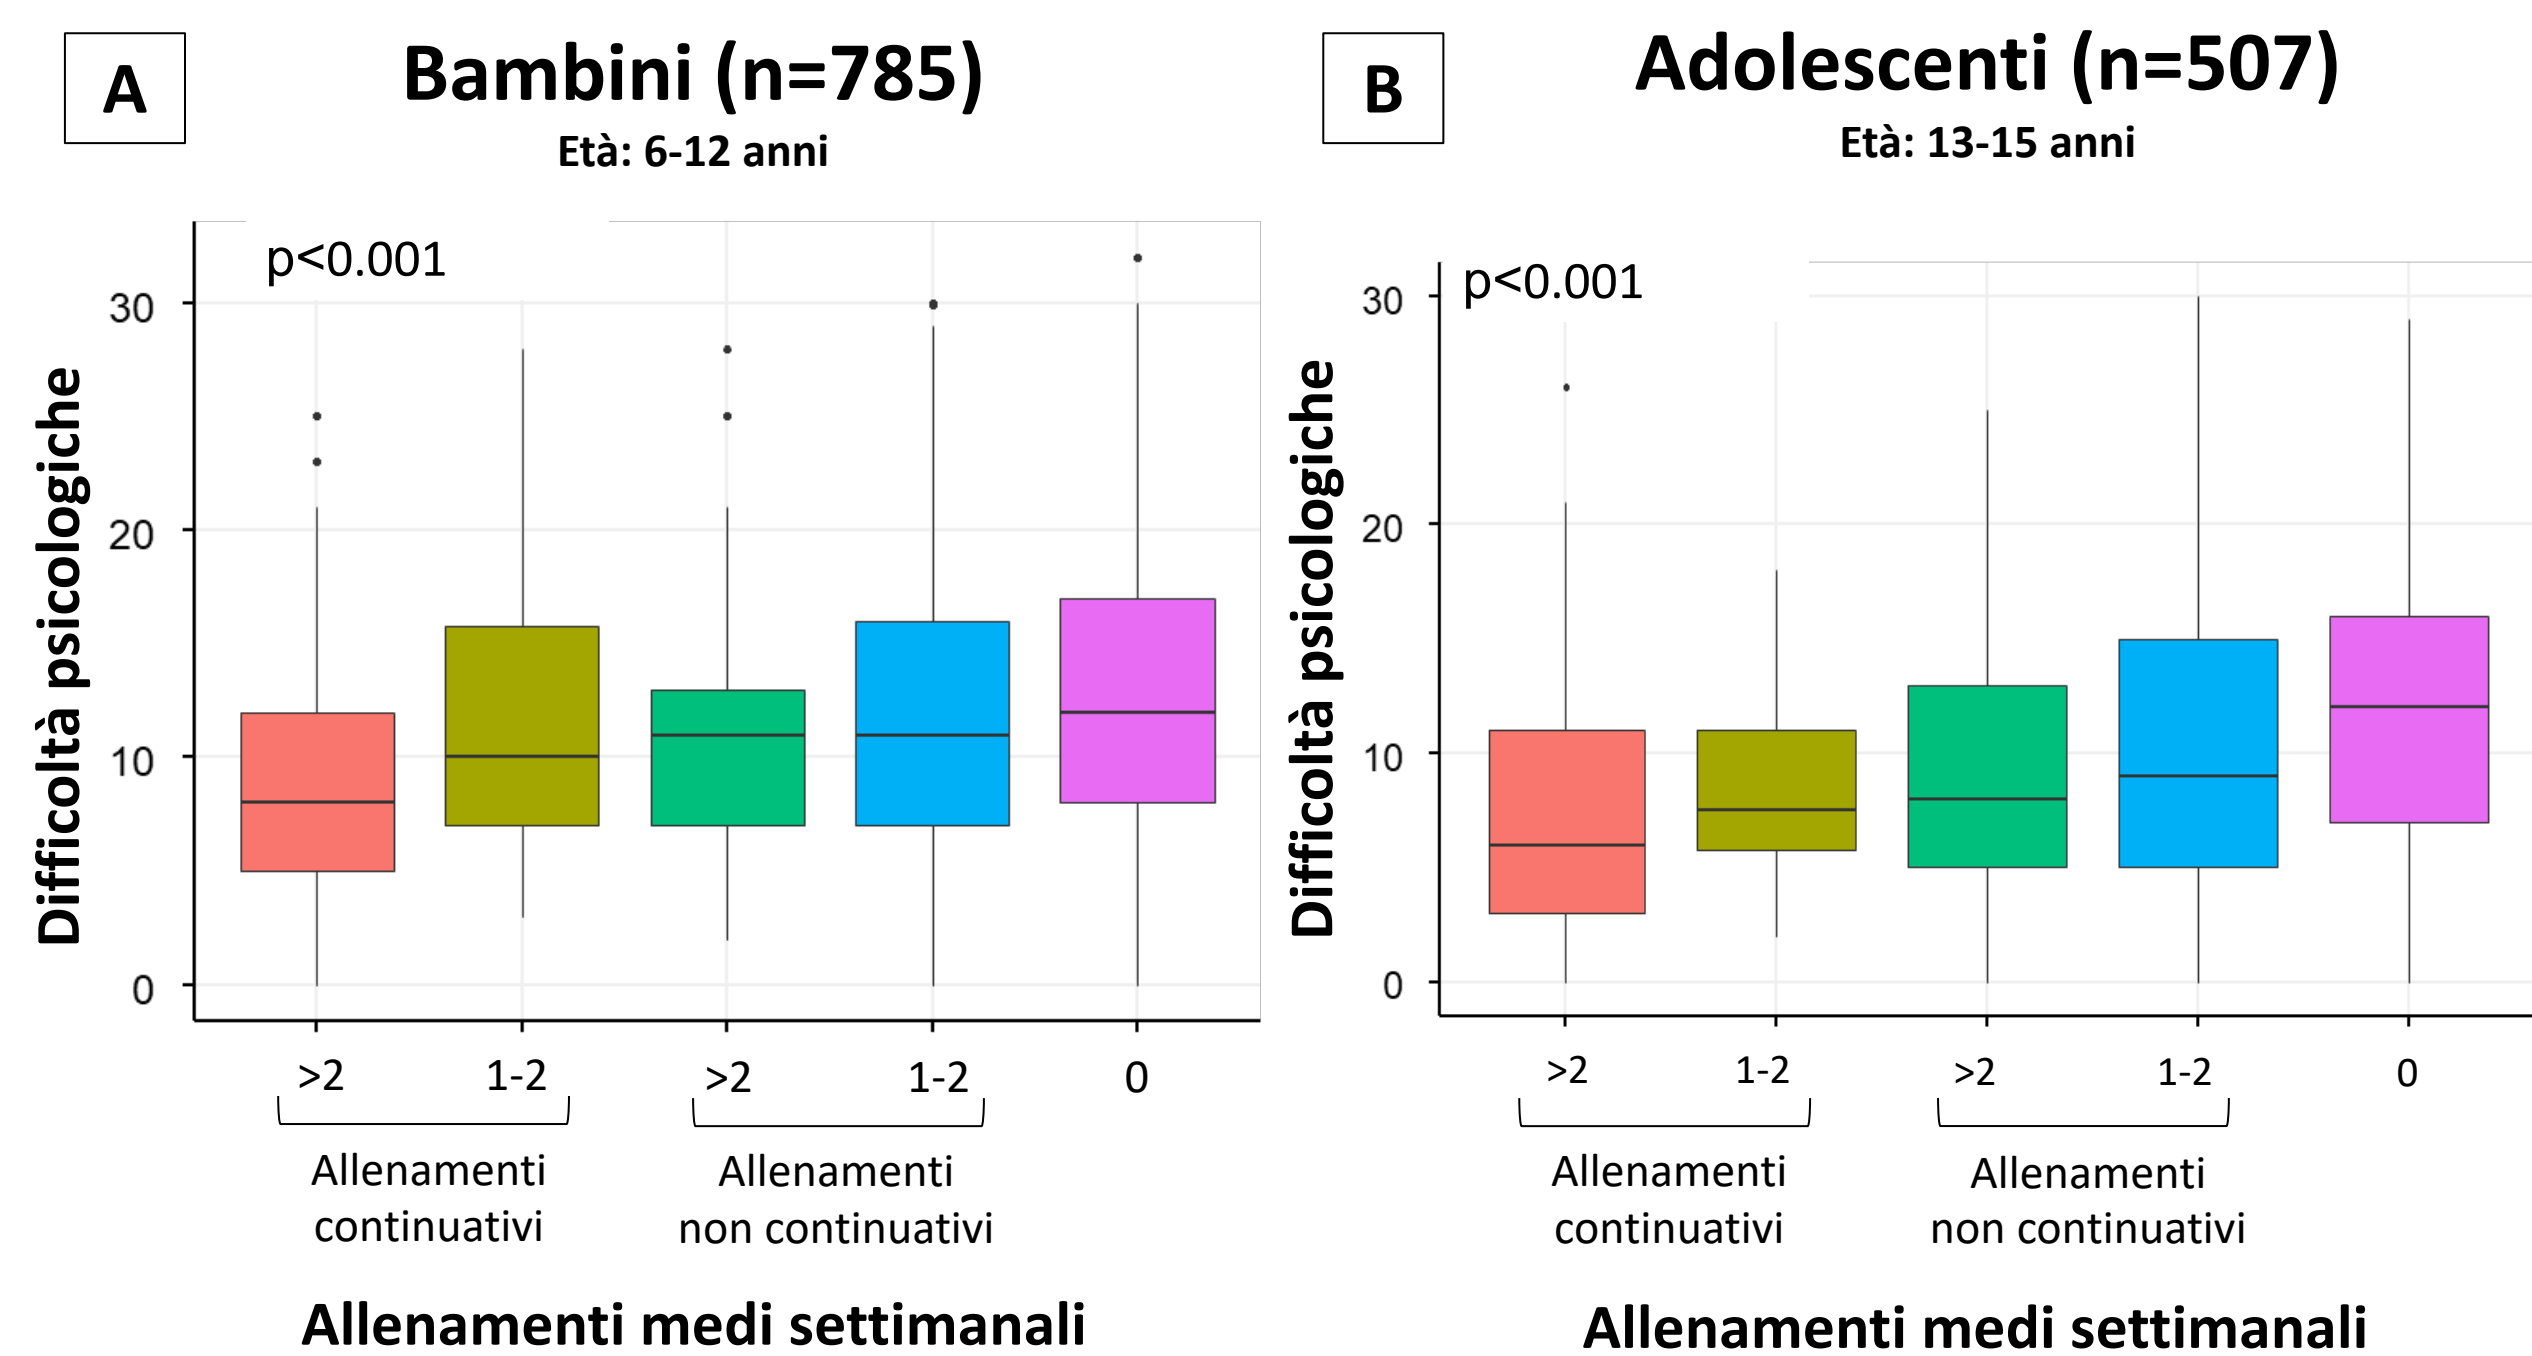 A
Bambini (n=785)
Età: 6-12 anni
p<0.001
Difficoltà psicologiche
30
20
10
0
>2 1-2 >2 1-2 0
Allenamenti
continuativi
Allenamenti
non continuativi
Allenamenti medi settimanali
B
Adolescenti (n=507)
Età: 13-15 anni
p<0.001
Difficoltà psicologiche
30
20
10
0
>2 1-2 >2 1-2 0
Allenamenti
continuativi
Allenamenti
non continuativi
Allenamenti medi settimanali